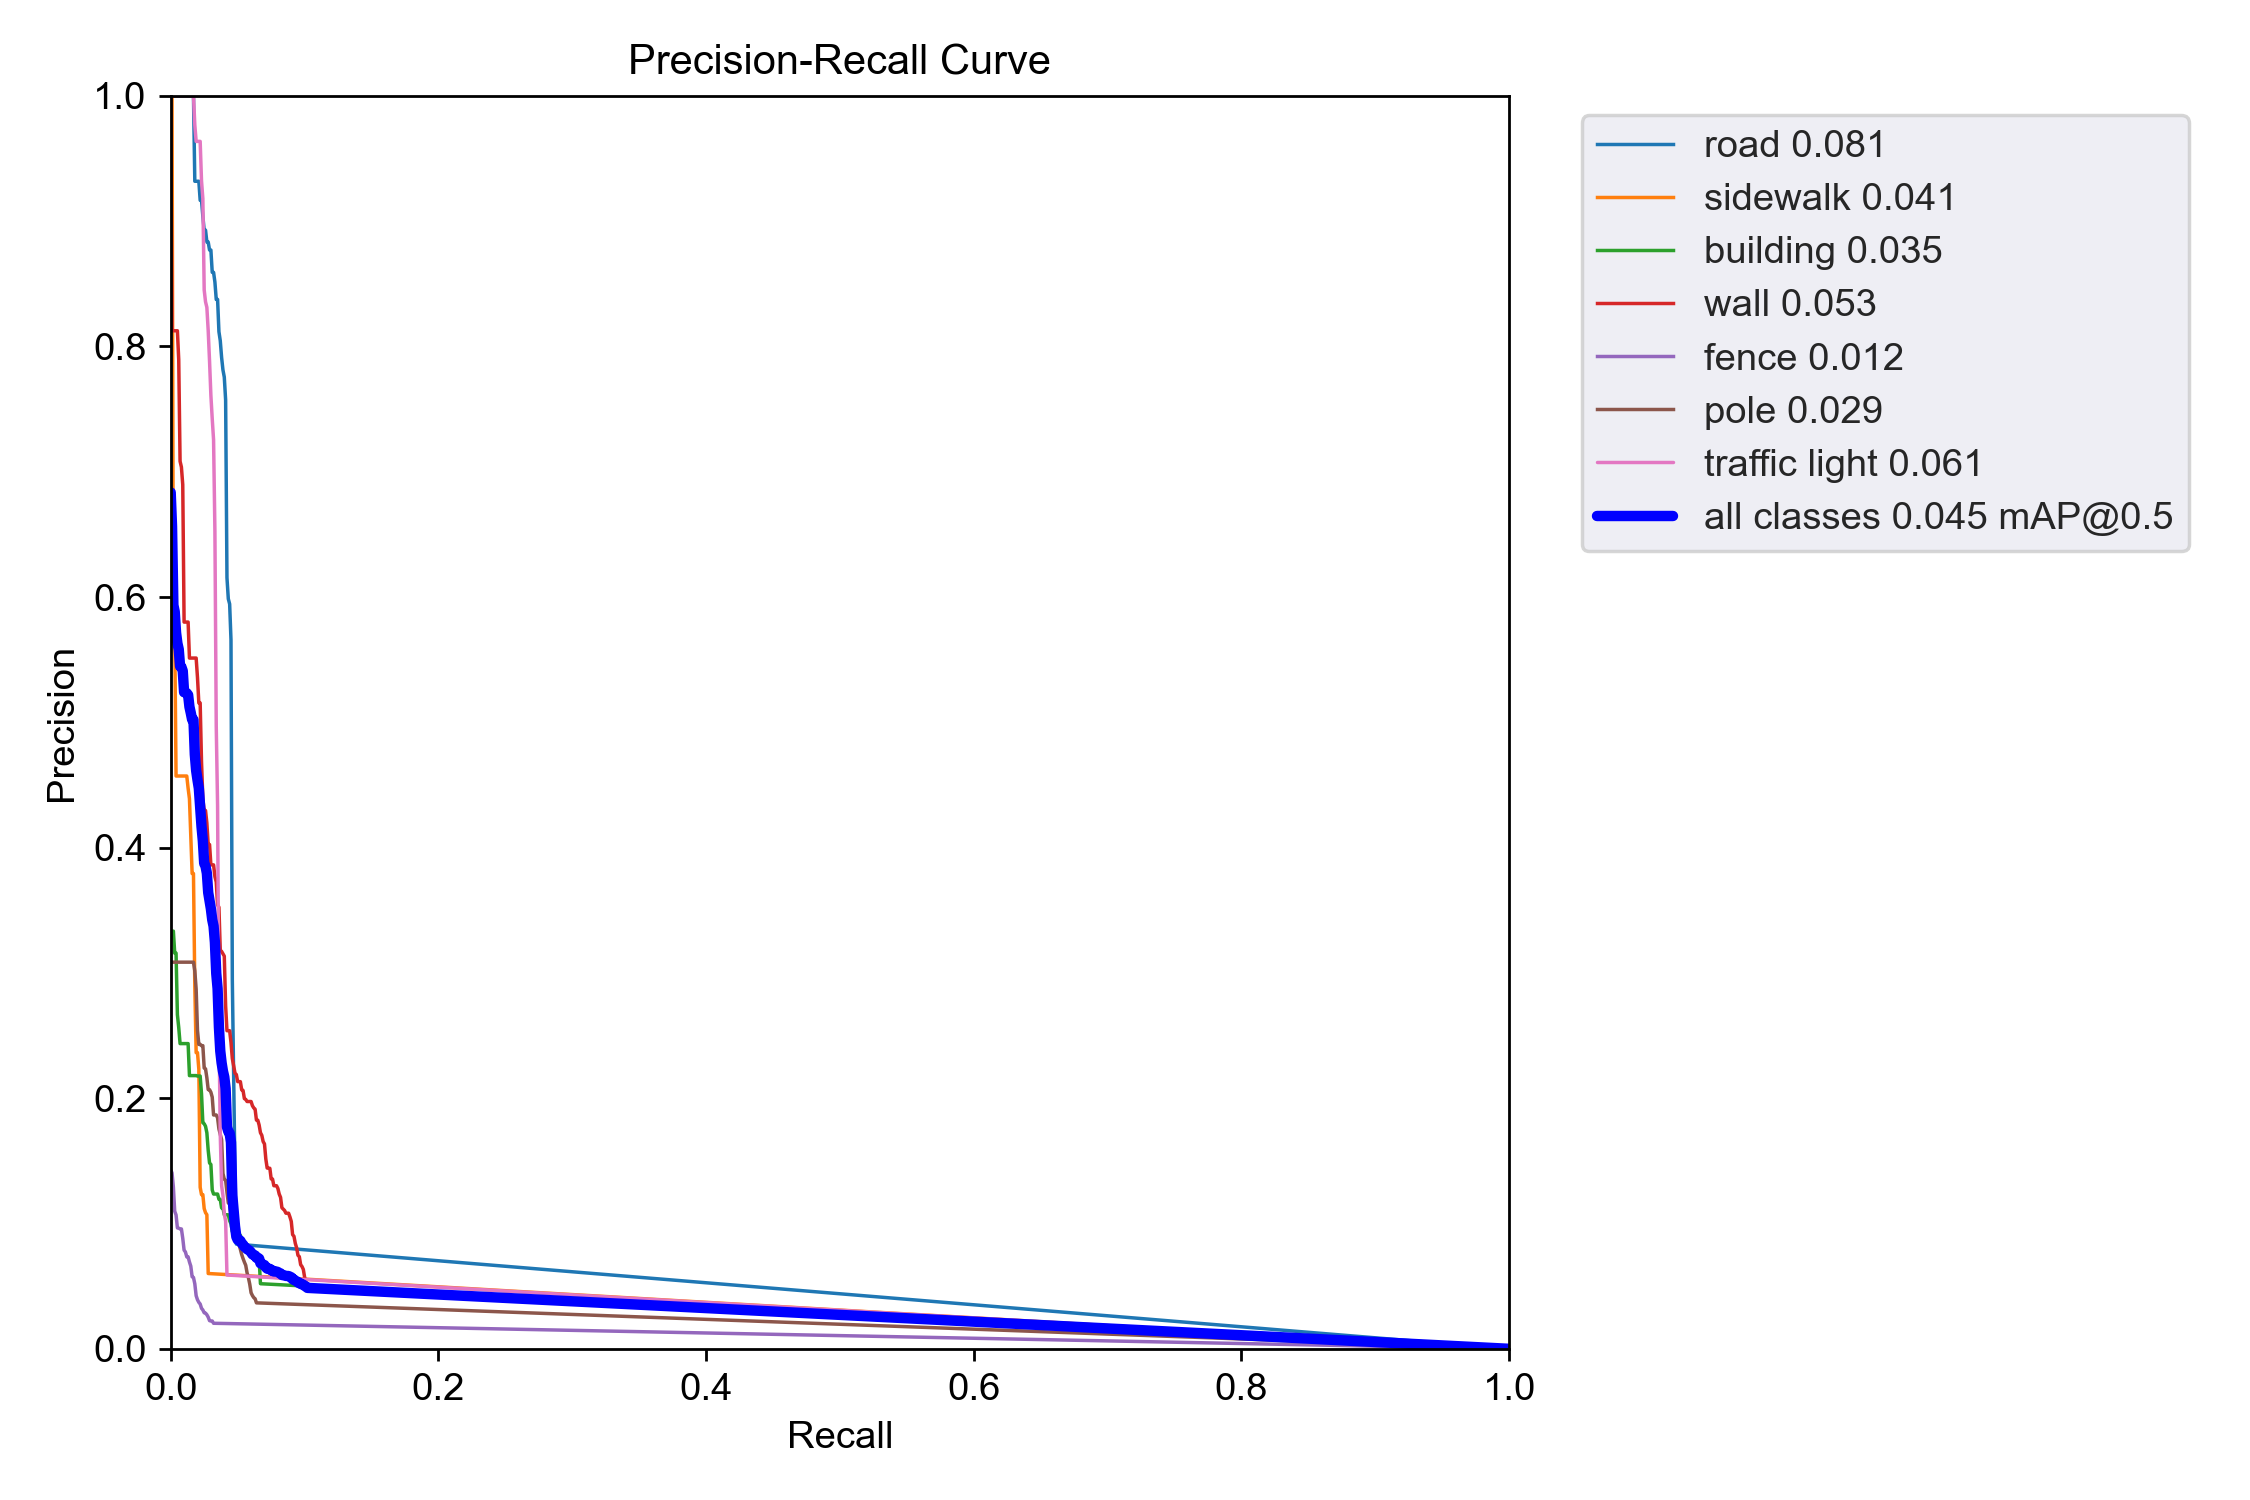 Precision-Recall Curve
1.0
0.8
0.6
0.4
0.2
0.0
Precision
0.0 0.2 0.4 0.6 0.8 1.0
Recall
road 0.081
sidewalk 0.041
building 0.035
wall 0.053
fence 0.012
pole 0.029
traffic light 0.061
all classes 0.045 mAP@0.5